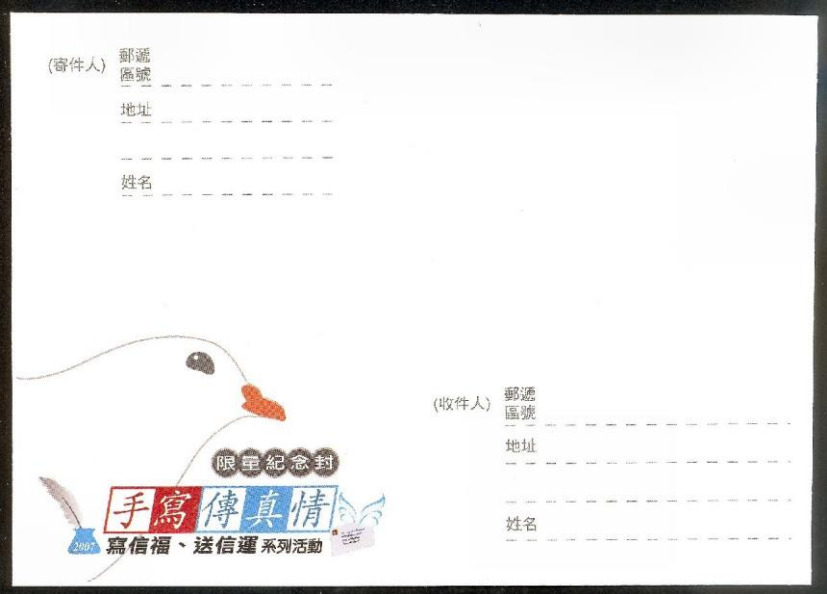 (寄件人) 郵遞
區號
地址
姓名
(收件人) 郵遞
區號
地址
姓名
限量紀念封
手寫傳真情
2007 寫信福、送信運 系列活動